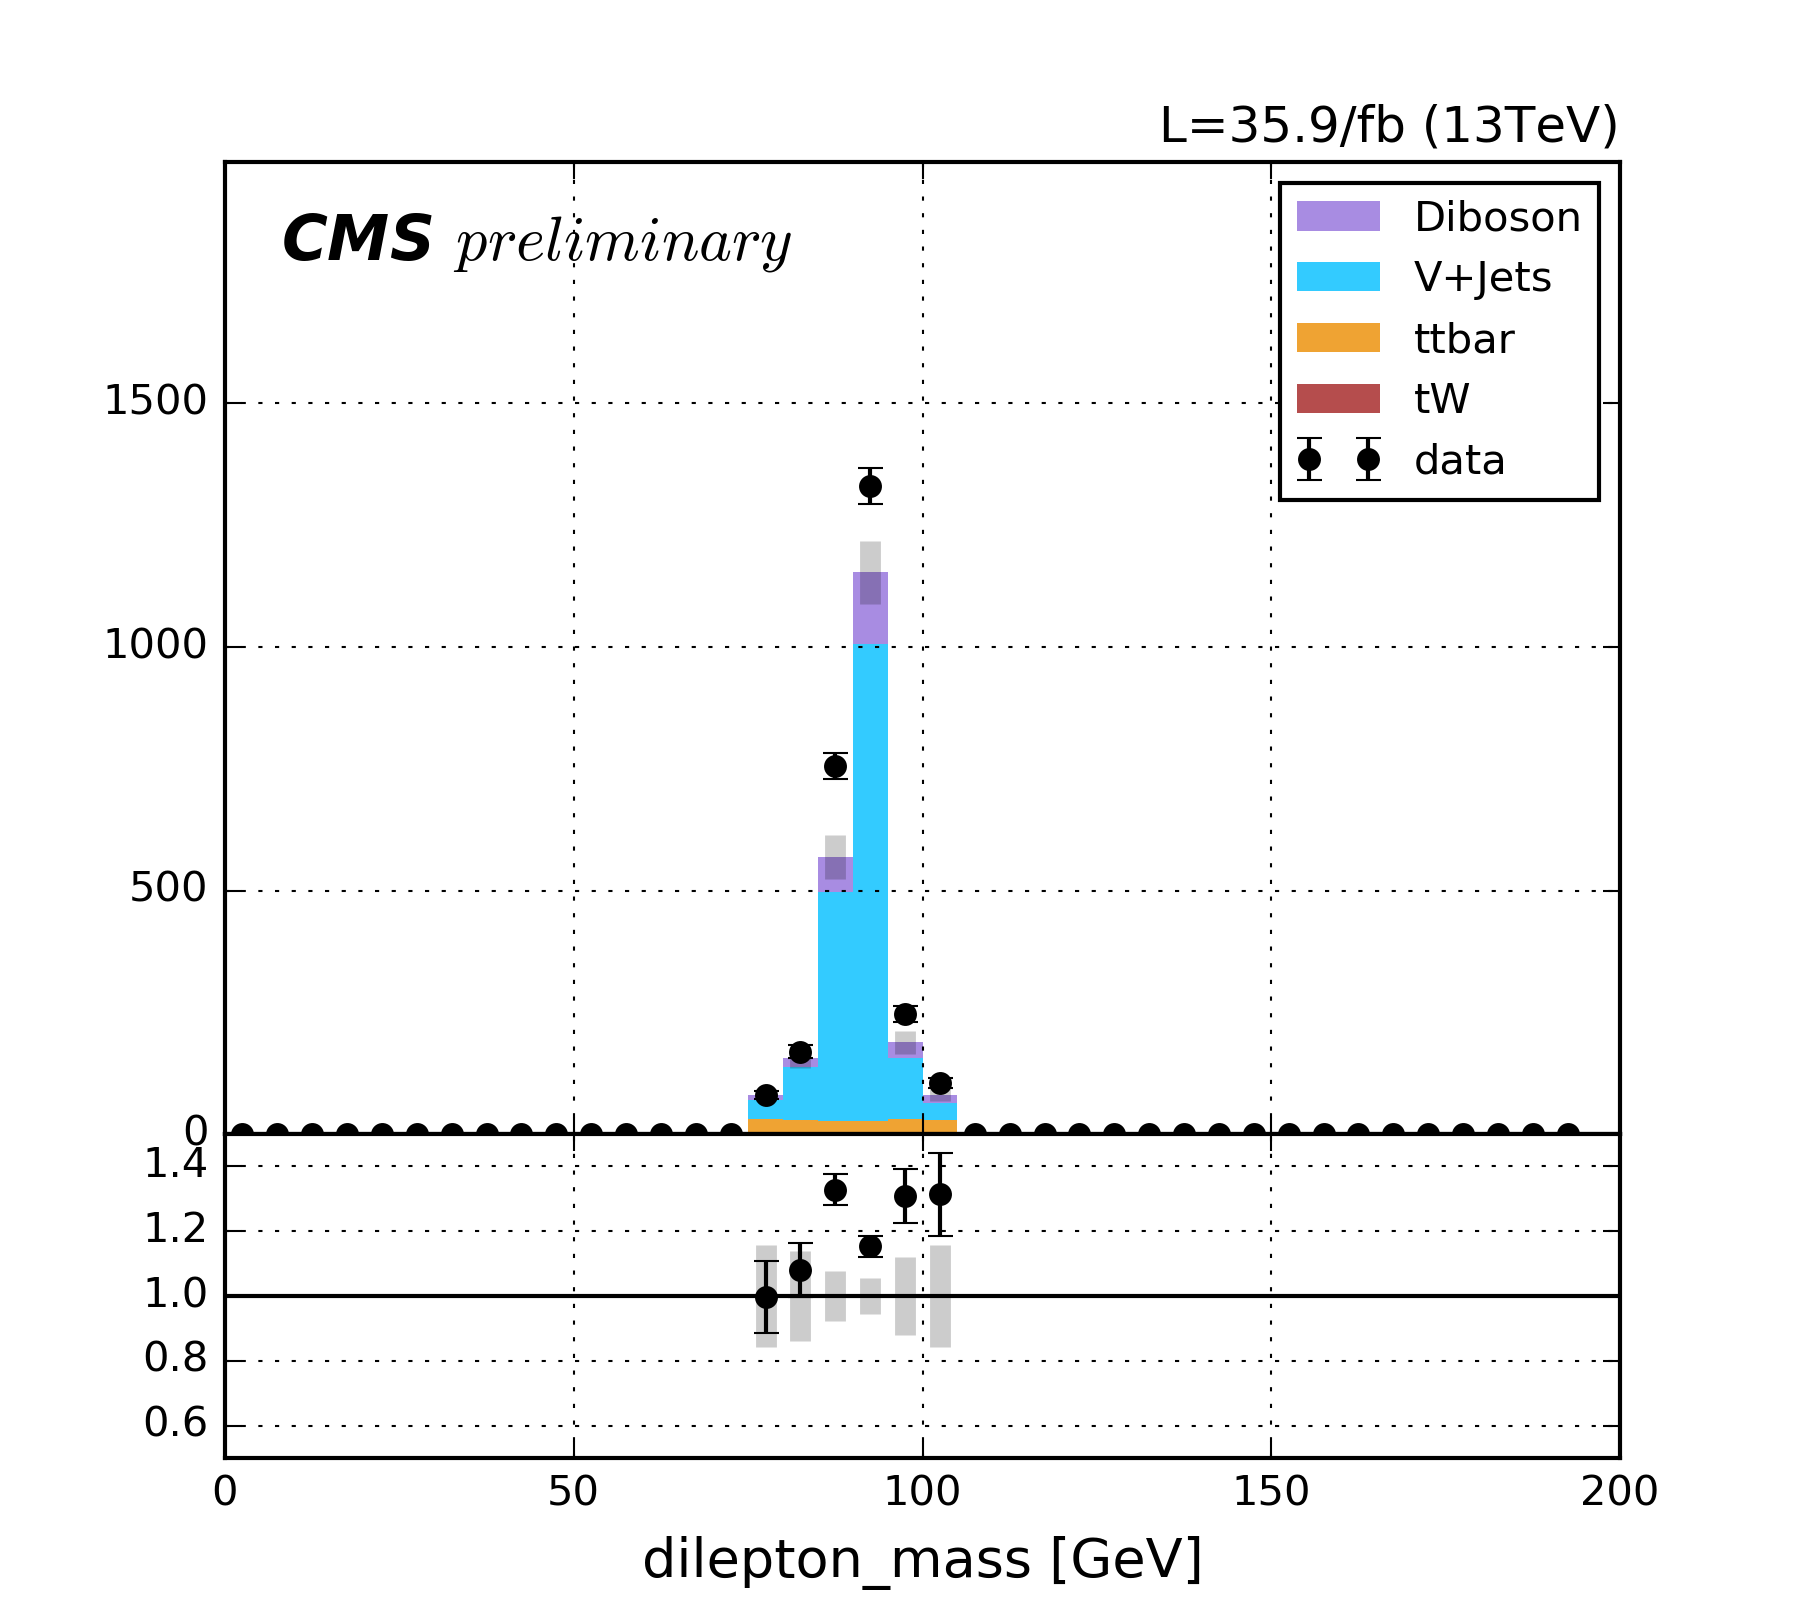 L=35.9/fb (13TeV)
CMS preliminary
Diboson
V+Jets
ttbar
tW
data
1500
1000
500
0
1.4
1.2
1.0
0.8
0.6
0 50 100 150 200
dilepton_mass [GeV]